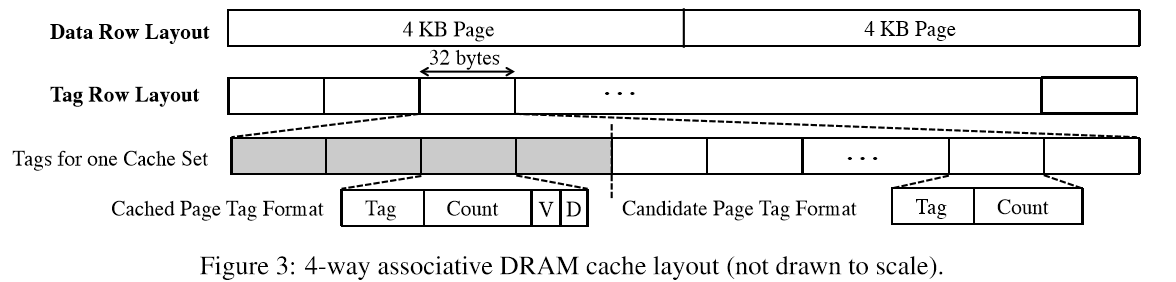 Data Row Layout 4 KB Page 4 KB Page
32 bytes
Tag Row Layout ...
Tags for one Cache Set ...
Cached Page Tag Format Tag Count V D Candidate Page Tag Format Tag Count
Figure 3: 4-way associative DRAM cache layout (not drawn to scale).